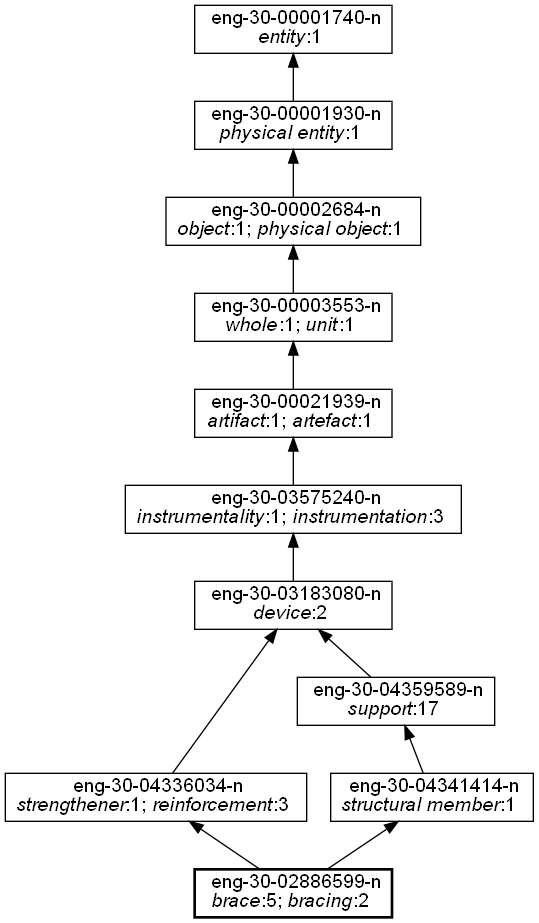 eng-30-00001740-n
entity:1
eng-30-00001930-n
physical entity:1
eng-30-00002684-n
object:1; physical object:1
eng-30-00003553-n
whole:1; unit:1
eng-30-00021939-n
artifact:1; artefact:1
eng-30-03575240-n
instrumentality:1; instrumentation:3
eng-30-03183080-n
device:2
eng-30-04359589-n
support:17
eng-30-04336034-n
strengthener:1; reinforcement:3
eng-30-04341414-n
structural member:1
eng-30-02886599-n
brace:5; bracing:2